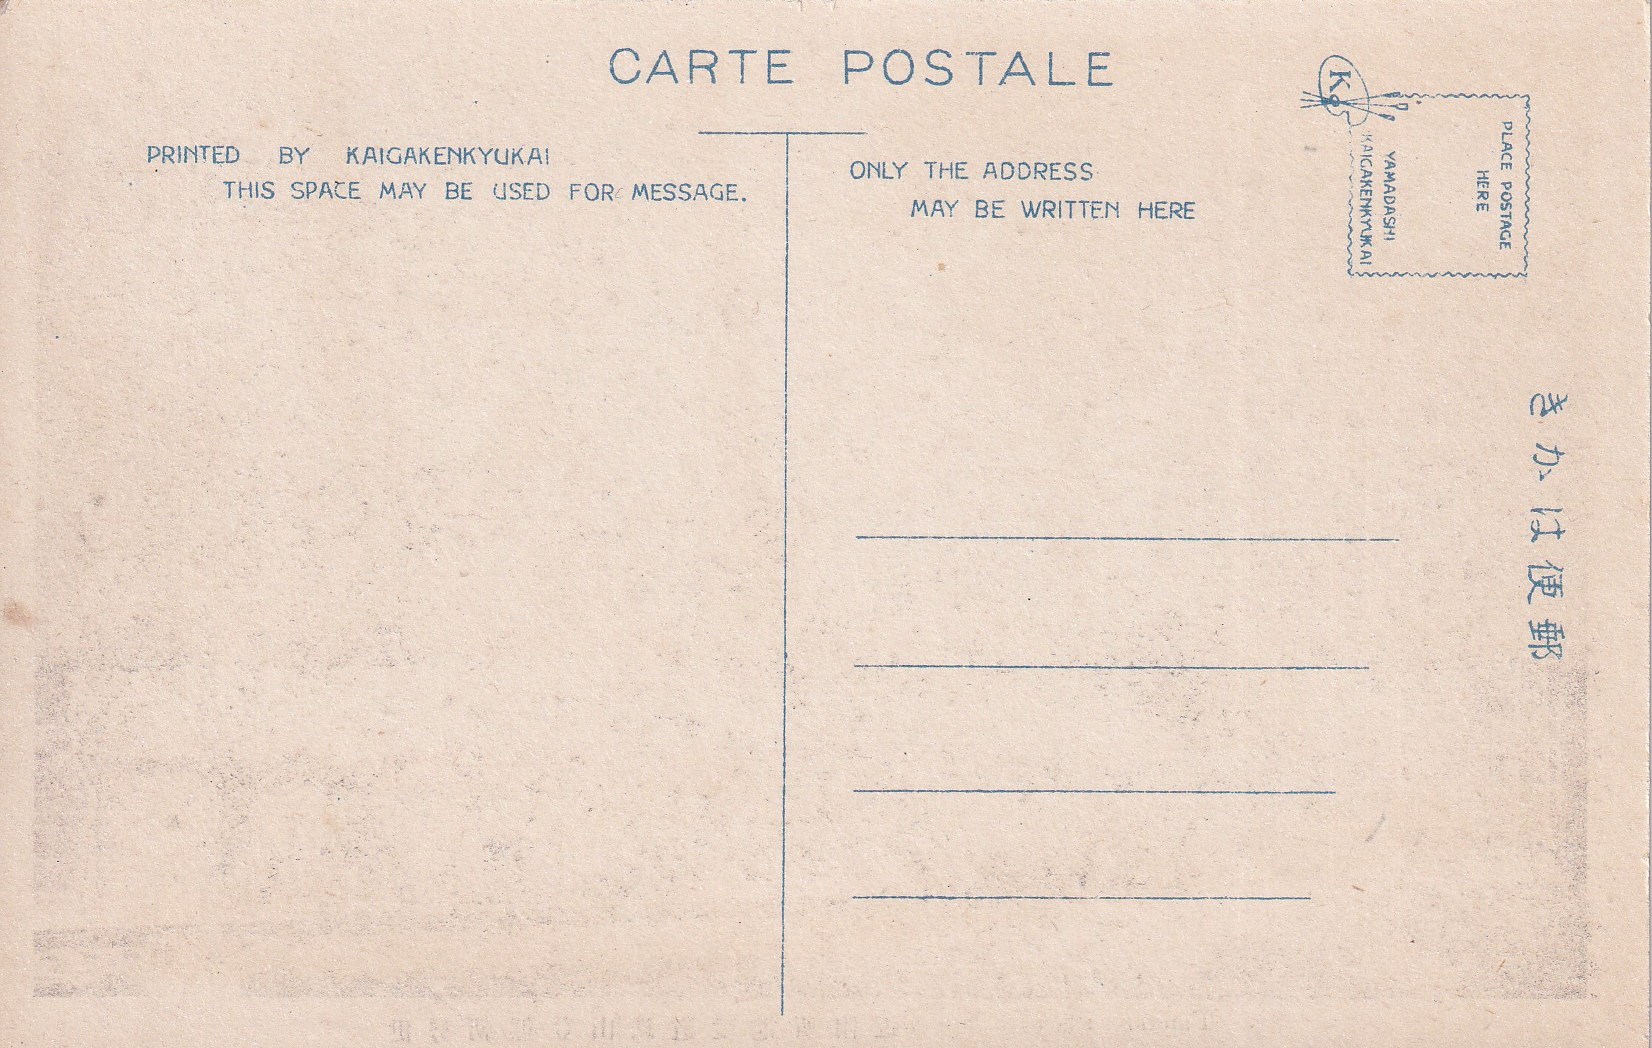 CARTE POSTALE
PRINTED BY KAIGAKENKYUKAI
THIS SPACE MAY BE USED FOR MESSAGE.
ONLY THE ADDRESS
MAY BE WRITTEN HERE
K
PLACE POSTAGE
HERE
YAMADASHI
KAIGAKENKYUKAI
きかは便郵